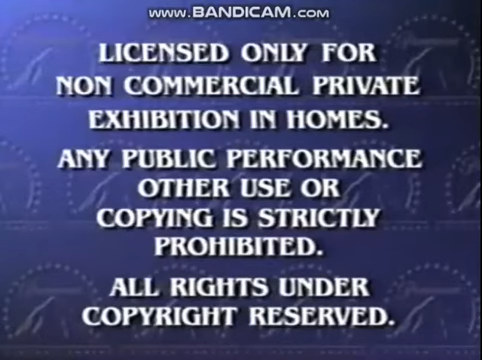 WWW.BANDICAM.COM
LICENSED ONLY FOR
NON COMMERCIAL PRIVATE
EXHIBITION IN HOMES.
ANY PUBLIC PERFORMANCE
OTHER USE OR
COPYING IS STRICTLY
PROHIBITED.
ALL RIGHTS UNDER
COPYRIGHT RESERVED.